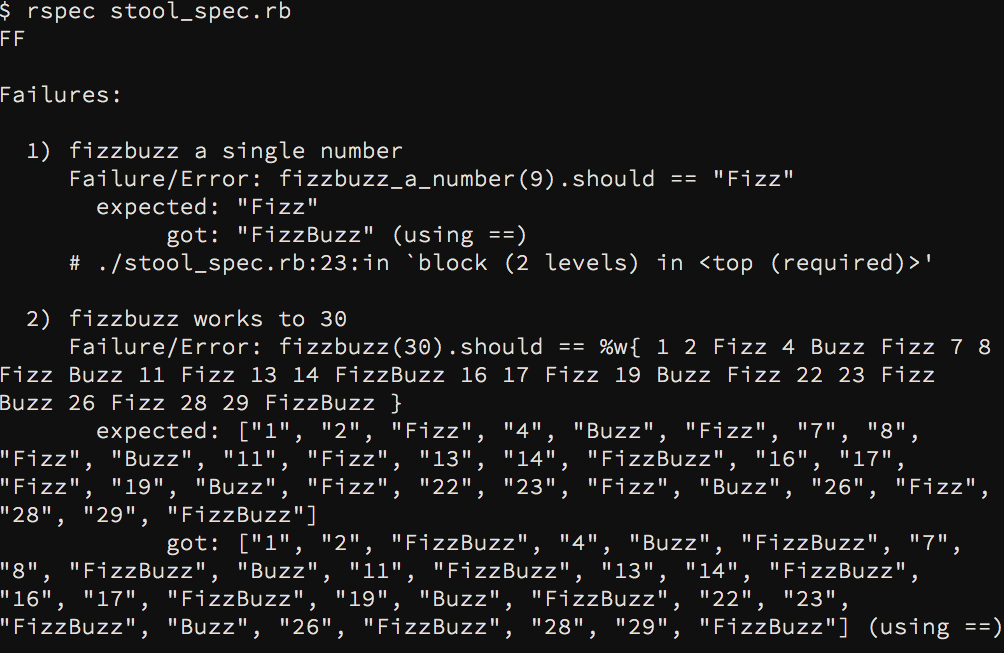 $ rspec stool_spec.rb
FF
Failures:
1) fizzbuzz a single number
Failure/Error: fizzbuzz_a_number(9).should == "Fizz"
expected: "Fizz"
got: "FizzBuzz" (using ==)
# ./stool_spec.rb:23:in `block (2 levels) in <top (required)>'
2) fizzbuzz works to 30
Failure/Error: fizzbuzz(30).should == %w{ 1 2 Fizz 4 Buzz Fizz 7 8
Fizz Buzz 11 Fizz 13 14 FizzBuzz 16 17 Fizz 19 Buzz Fizz 22 23 Fizz
Buzz 26 Fizz 28 29 FizzBuzz }
expected: ["1", "2", "Fizz", "4", "Buzz", "Fizz", "7", "8",
"Fizz", "Buzz", "11", "Fizz", "13", "14", "FizzBuzz", "16", "17",
"Fizz", "19", "Buzz", "Fizz", "22", "23", "Fizz", "Buzz", "26", "Fizz",
"28", "29", "FizzBuzz"]
got: ["1", "2", "FizzBuzz", "4", "Buzz", "FizzBuzz", "7",
"8", "FizzBuzz", "Buzz", "11", "FizzBuzz", "13", "14", "FizzBuzz",
"16", "17", "FizzBuzz", "19", "Buzz", "FizzBuzz", "22", "23",
"FizzBuzz", "Buzz", "26", "FizzBuzz", "28", "29", "FizzBuzz"] (using ==)